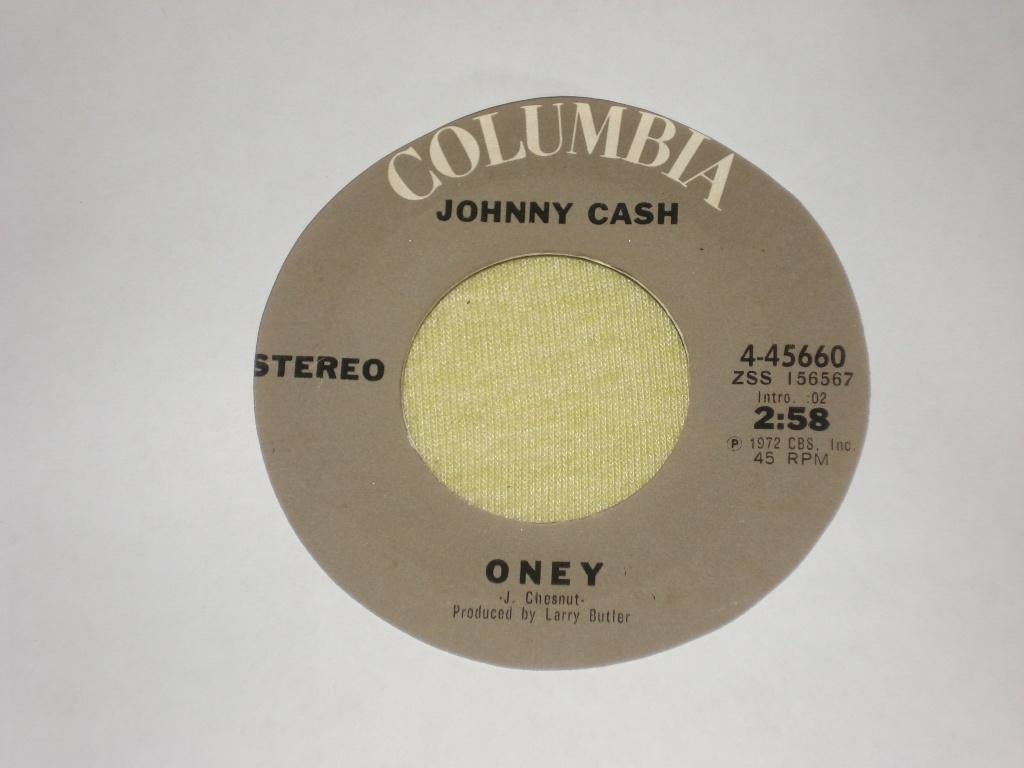 COLUMBIA
JOHNNY CASH
STEREO
4-45660
ZSS 156567
Intro. :02
2:58
℗ 1972 CBS, Inc.
45 RPM
ONEY
-J. Chesnut-
Produced by Larry Butler